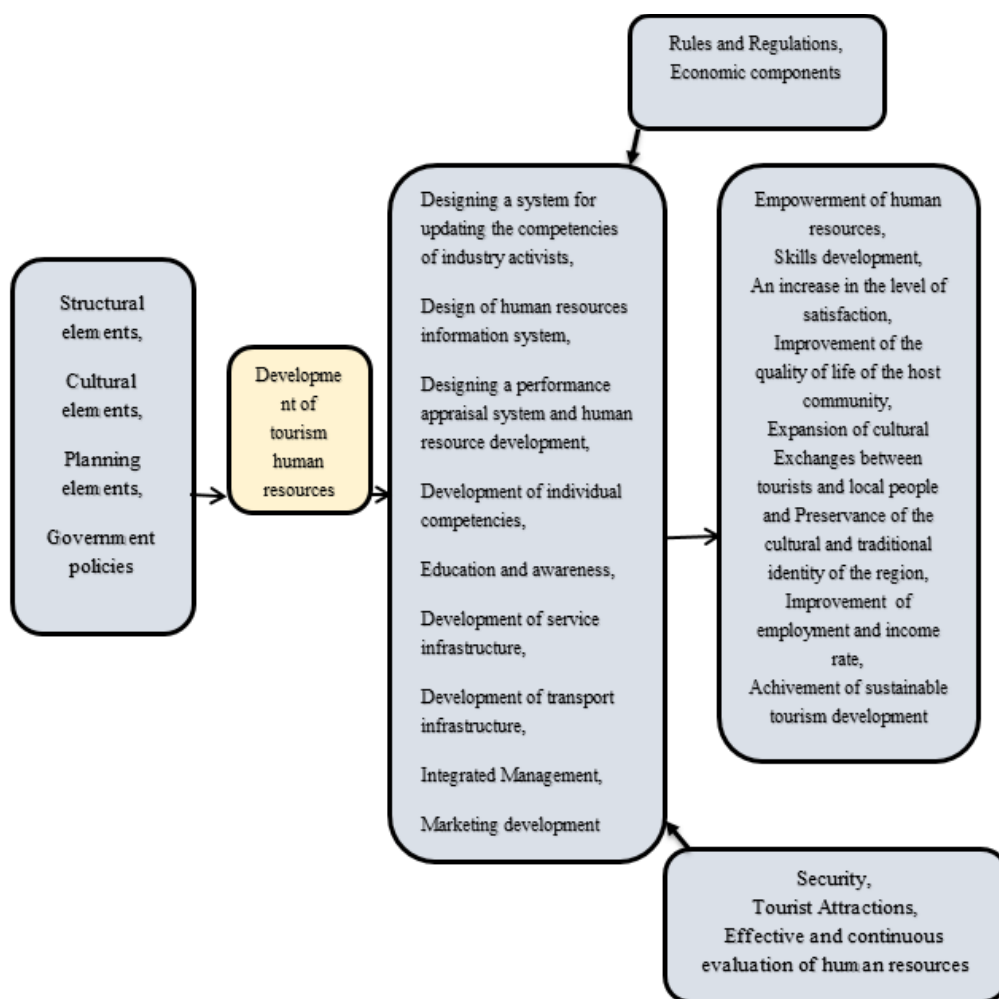 Rules and Regulations,
Economic components
Structural
elements,
Cultural
elements,
Planning
elements,
Government
policies
Developme
nt of
tourism
human
resources
Designing a system for
updating the competencies
of industry activists,
Design of human resources
information system,
Designing a performance
appraisal system and human
resource development,
Development of individual
competencies,
Education and awareness,
Development of service
infrastructure,
Development of transport
infrastructure,
Integrated Management,
Marketing development
Empowerment of human
resources,
Skills development,
An increase in the level of
satisfaction,
Improvement of the
quality of life of the host
community,
Expansion of cultural
Exchanges between
tourists and local people
and Preservance of the
cultural and traditional
identity of the region,
Improvement of
employment and income
rate,
Achivement of sustainable
tourism development
Security,
Tourist Attractions,
Effective and continuous
evaluation of human resources